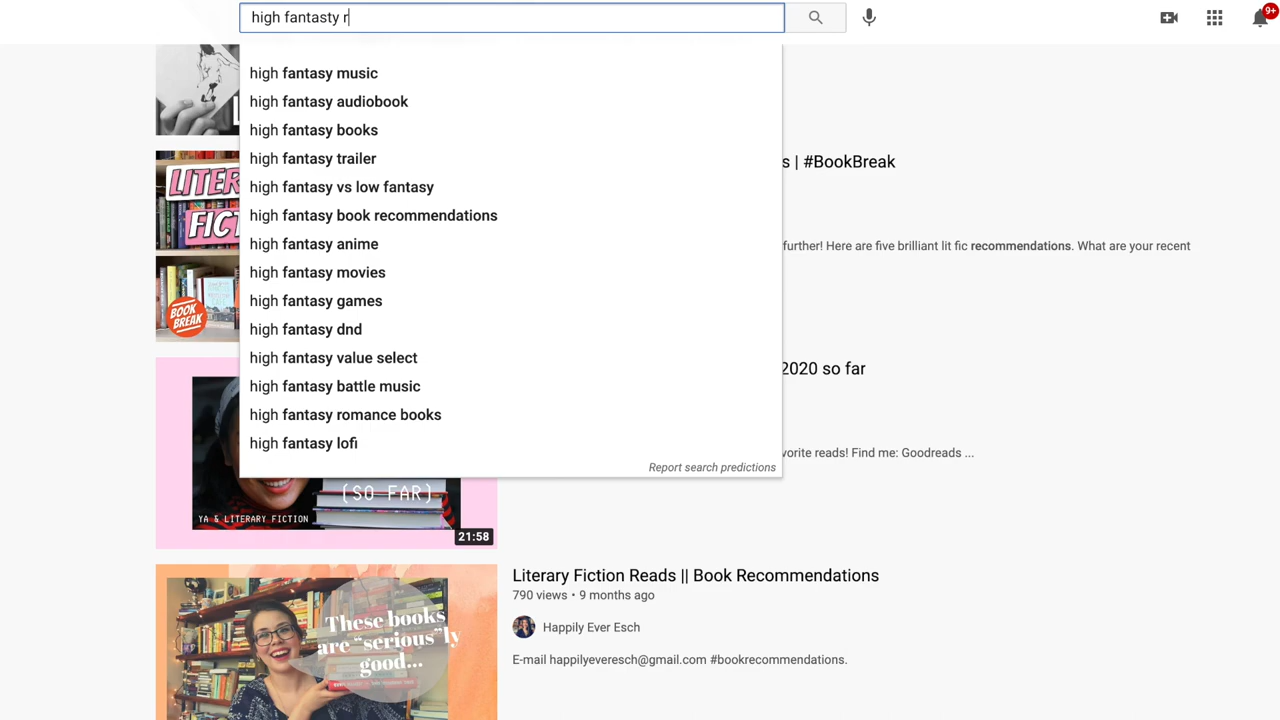 high fantasty r
9+
high fantasy music
high fantasy audiobook
high fantasy books
high fantasy trailer
high fantasy vs low fantasy
high fantasy book recommendations
high fantasy anime
high fantasy movies
high fantasy games
high fantasy dnd
high fantasy value select
high fantasy battle music
high fantasy romance books
high fantasy lofi
Report search predictions
s | #BookBreak
further! Here are five brilliant lit fic recommendations. What are your recent
LITER
FIC
BOOK
BREAK
2020 so far
vorite reads! Find me: Goodreads ...
(SO FAR)
YA & LITERARY FICTION
21:58
Literary Fiction Reads || Book Recommendations
790 views • 9 months ago
Happily Ever Esch
E-mail happilyeveresch@gmail.com #bookrecommendations.
These books
are “serious”ly
good...